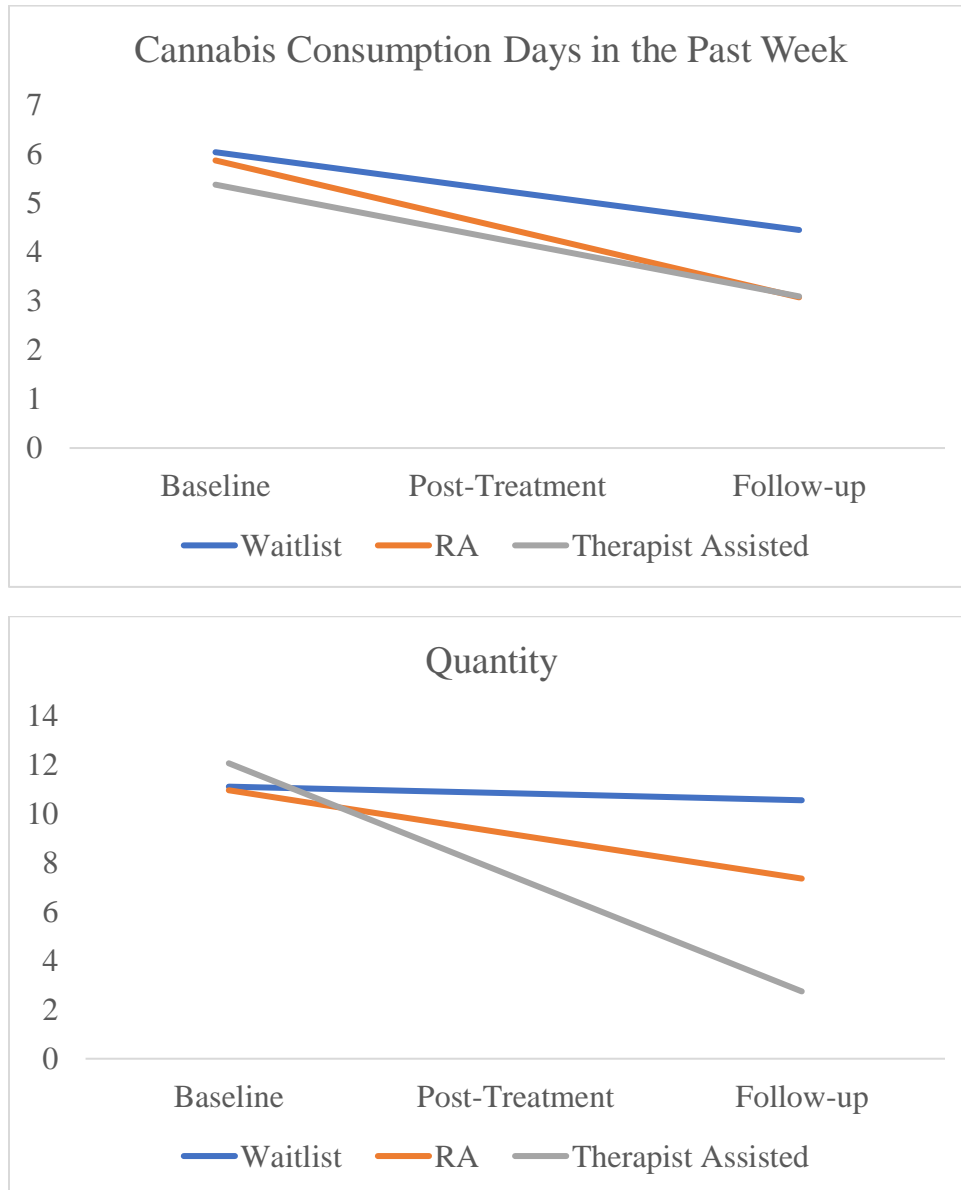 Cannabis Consumption Days in the Past Week
7
6
5
4
3
2
1
0
Baseline Post-Treatment Follow-up
Waitlist RA Therapist Assisted
Quantity
14
12
10
8
6
4
2
0
Baseline Post-Treatment Follow-up
Waitlist RA Therapist Assisted